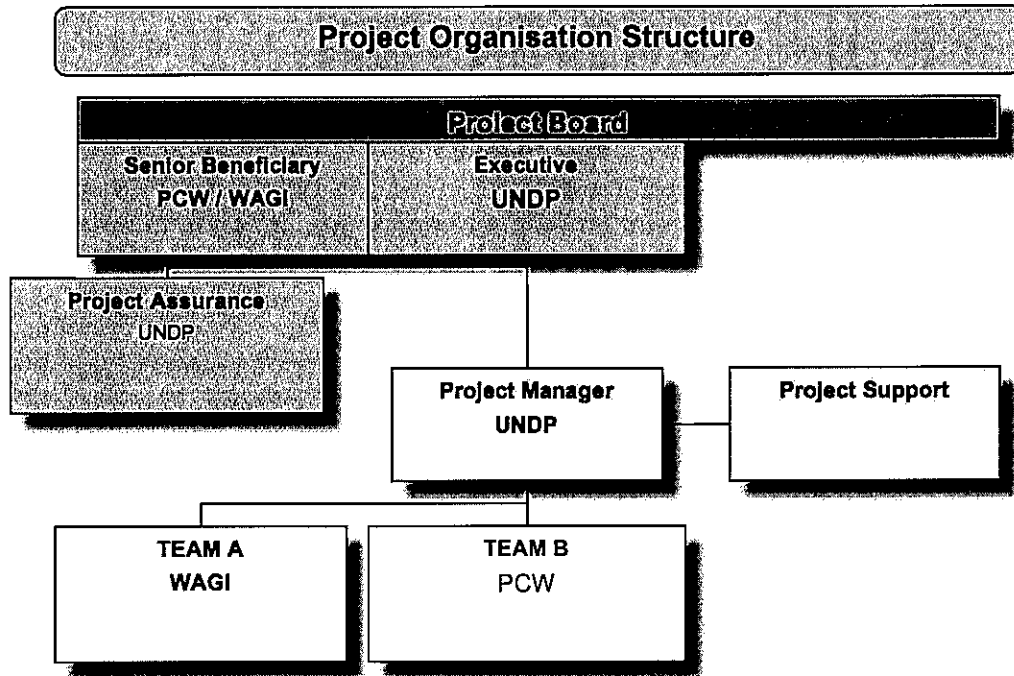 Project Organisation Structure
Project Board
Senior Beneficiary
PCW / WAGI
Executive
UNDP
Project Assurance
UNDP
Project Manager
UNDP
Project Support
TEAM A
WAGI
TEAM B
PCW